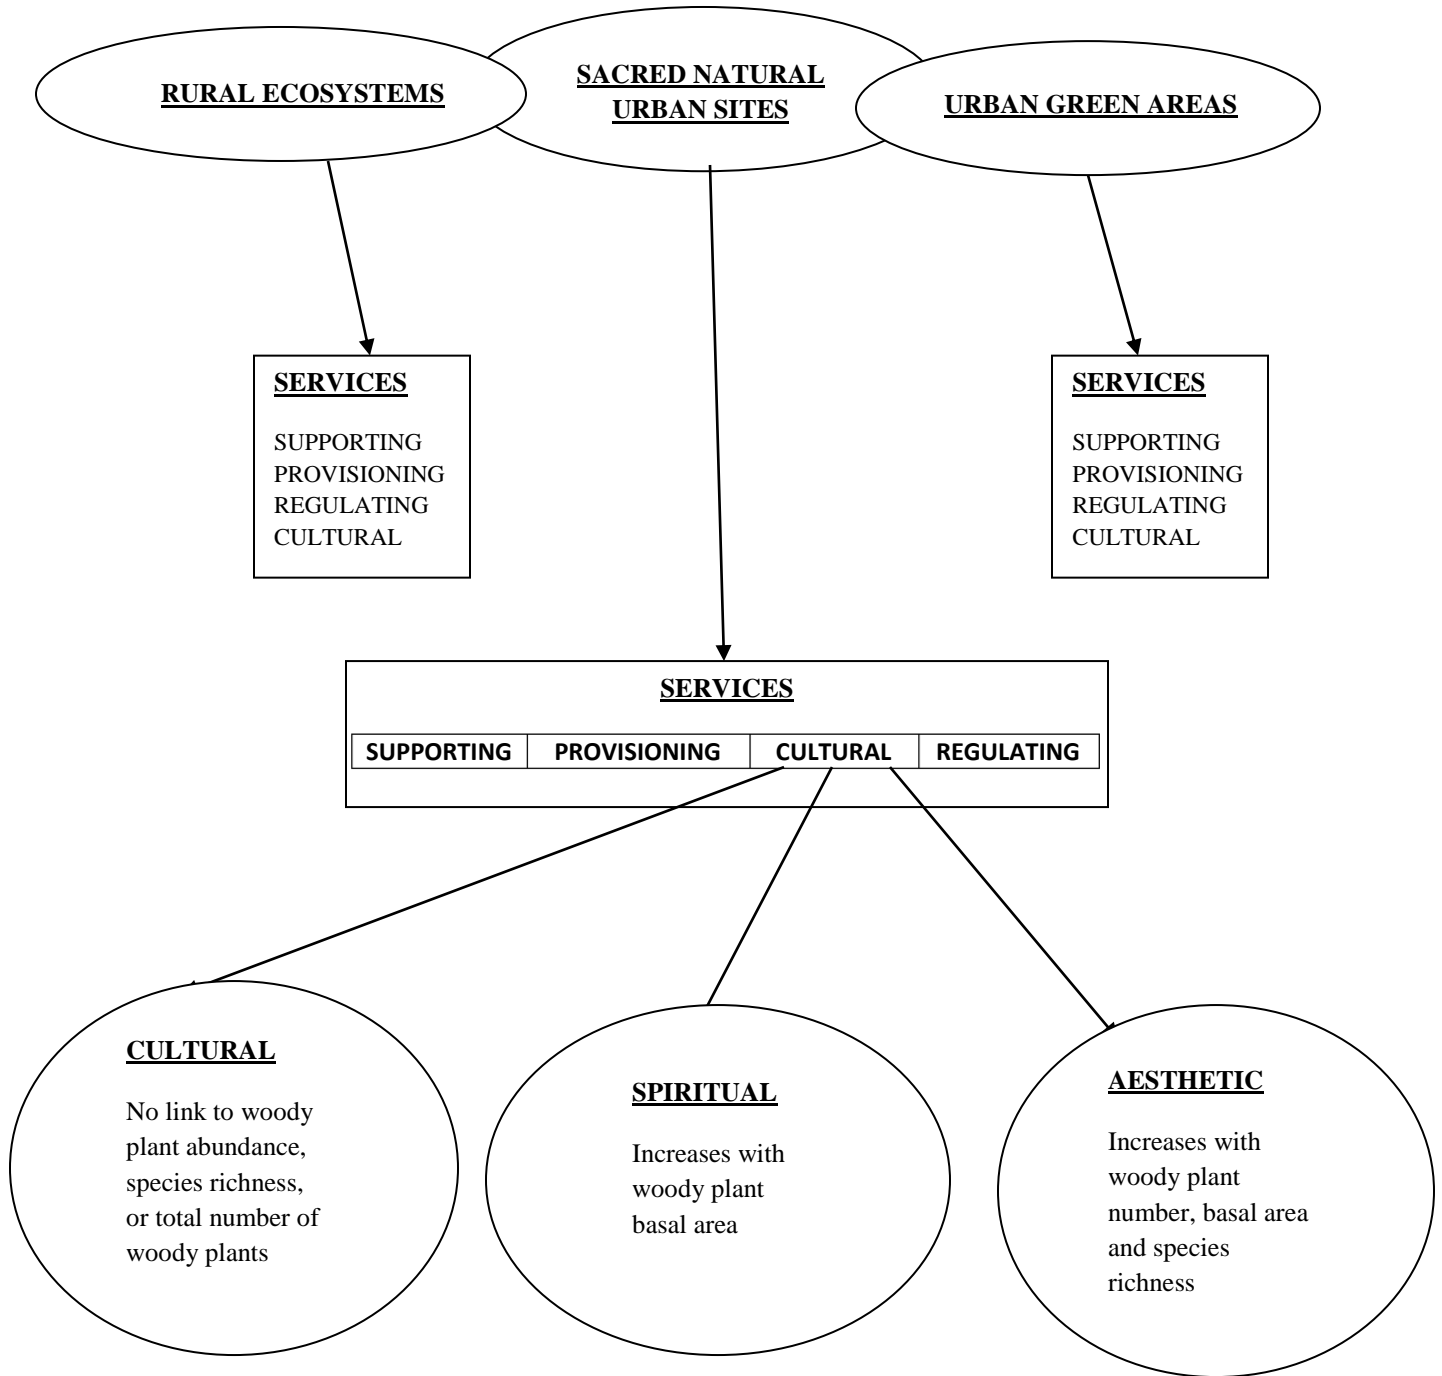 RURAL ECOSYSTEMS
SACRED NATURAL
URBAN SITES
URBAN GREEN AREAS
SERVICES
SUPPORTING
PROVISIONING
REGULATING
CULTURAL
SERVICES
SUPPORTING
PROVISIONING
REGULATING
CULTURAL
SERVICES
SUPPORTING PROVISIONING CULTURAL REGULATING
CULTURAL
No link to woody
plant abundance,
species richness,
or total number of
woody plants
SPIRITUAL
Increases with
woody plant
basal area
AESTHETIC
Increases with
woody plant
number, basal area
and species
richness